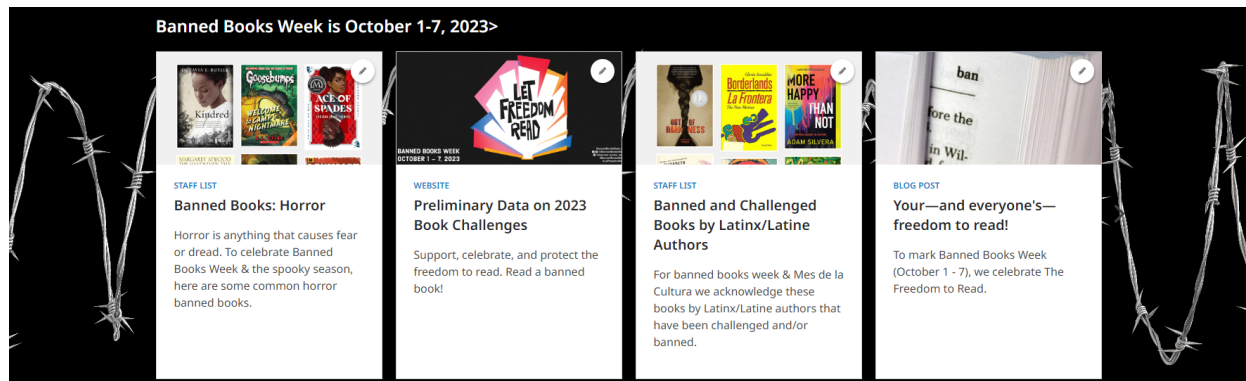 Banned Books Week is October 1-7, 2023>
OCTAVIA E. BUTLER
Kindred
MARGARET ATWOOD
Goosebumps
WELCOME TO CAMP NIGHTMARE
ACE OF
SPADES
STAFF LIST
Banned Books: Horror
Horror is anything that causes fear
or dread. To celebrate Banned
Books Week & the spooky season,
here are some common horror
banned books.
LET
FREEDOM
READ
BANNED BOOKS WEEK
OCTOBER 1 – 7, 2023
WEBSITE
Preliminary Data on 2023
Book Challenges
Support, celebrate, and protect the
freedom to read. Read a banned
book!
OUT OF
DARKNESS
Gloria Anzaldúa
Borderlands
La Frontera
The New Mestiza
MORE
HAPPY
THAN
NOT
ADAM SILVERA
STAFF LIST
Banned and Challenged
Books by Latinx/Latine
Authors
For banned books week & Mes de la
Cultura we acknowledge these
books by Latinx/Latine authors that
have been challenged and/or
banned.
ban
fore the
in Wil-
BLOG POST
Your—and everyone's—
freedom to read!
To mark Banned Books Week
(October 1 - 7), we celebrate The
Freedom to Read.